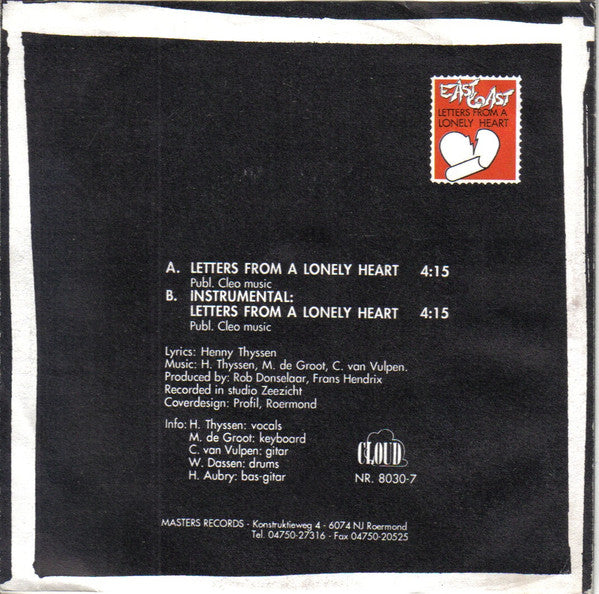 EAST COAST
LETTERS FROM A
LONELY HEART
A. LETTERS FROM A LONELY HEART 4:15
Publ. Cleo music
B. INSTRUMENTAL:
LETTERS FROM A LONELY HEART 4:15
Publ. Cleo music
Lyrics: Henny Thyssen
Music: H. Thyssen, M. de Groot, C. van Vulpen.
Produced by: Rob Donselaar, Frans Hendrix
Recorded in studio Zeezicht
Coverdesign: Profil, Roermond
Info: H. Thyssen: vocals
M. de Groot: keyboard
C. van Vulpen: gitar
W. Dassen: drums
H. Aubry: bas-gitar
CLOUD
NR. 8030-7
MASTERS RECORDS - Konstruktieweg 4 - 6074 NJ Roermond
Tel. 04750-27316 - Fax 04750-20525